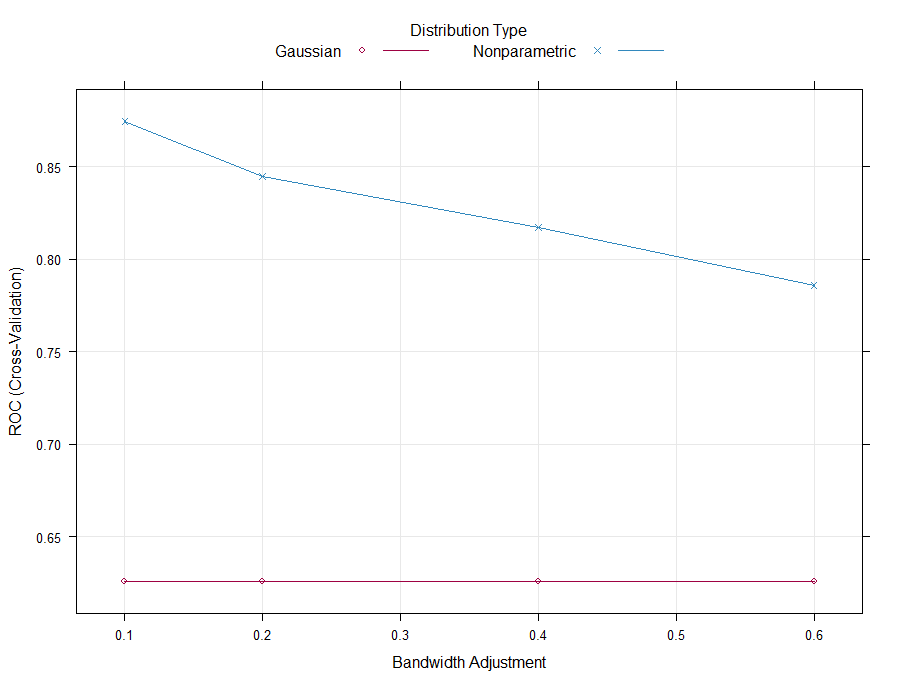 Distribution Type
Gaussian Nonparametric
0.85
0.80
0.75
0.70
0.65
ROC (Cross-Validation)
0.1 0.2 0.3 0.4 0.5 0.6
Bandwidth Adjustment